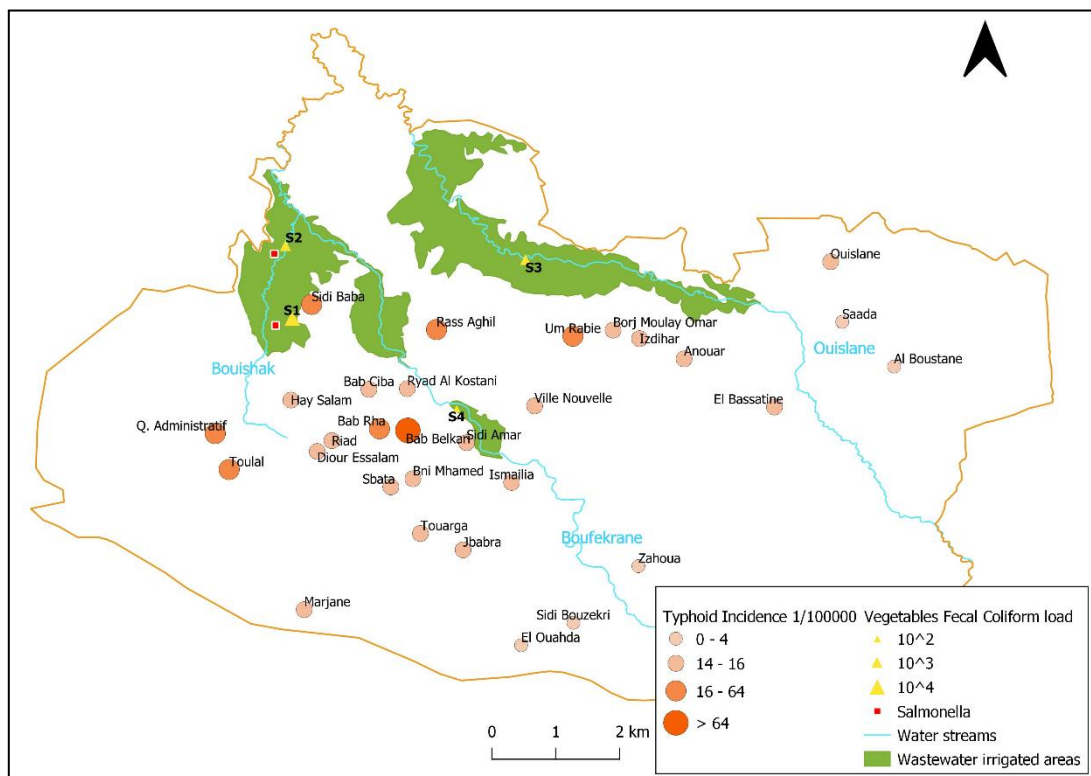 S2
S3
S1
Sidi Baba
Ouislane
Saada
Rass Aghil
Um Rabie
Borj Moulay Omar
Izdihar
Anouar
Ouislane
Al Boustane
Bouishak
Bab Ciba
Ryad Al Kostani
Hay Salam
Ville Nouvelle
El Bassatine
S4
Q. Administratif
Bab Rha
Bab Belkari
Sidi Amar
Riad
Diour Essalam
Toulal
Bni Mhamed
Sbata
Ismailia
Touarga
Jbabra
Boufekrane
Zahoua
Marjane
Sidi Bouzekri
El Ouahda
Typhoid Incidence 1/100000
0 - 4
14 - 16
16 - 64
> 64
Vegetables Fecal Coliform load
10^2
10^3
10^4
Salmonella
Water streams
Wastewater irrigated areas
0 1 2 km